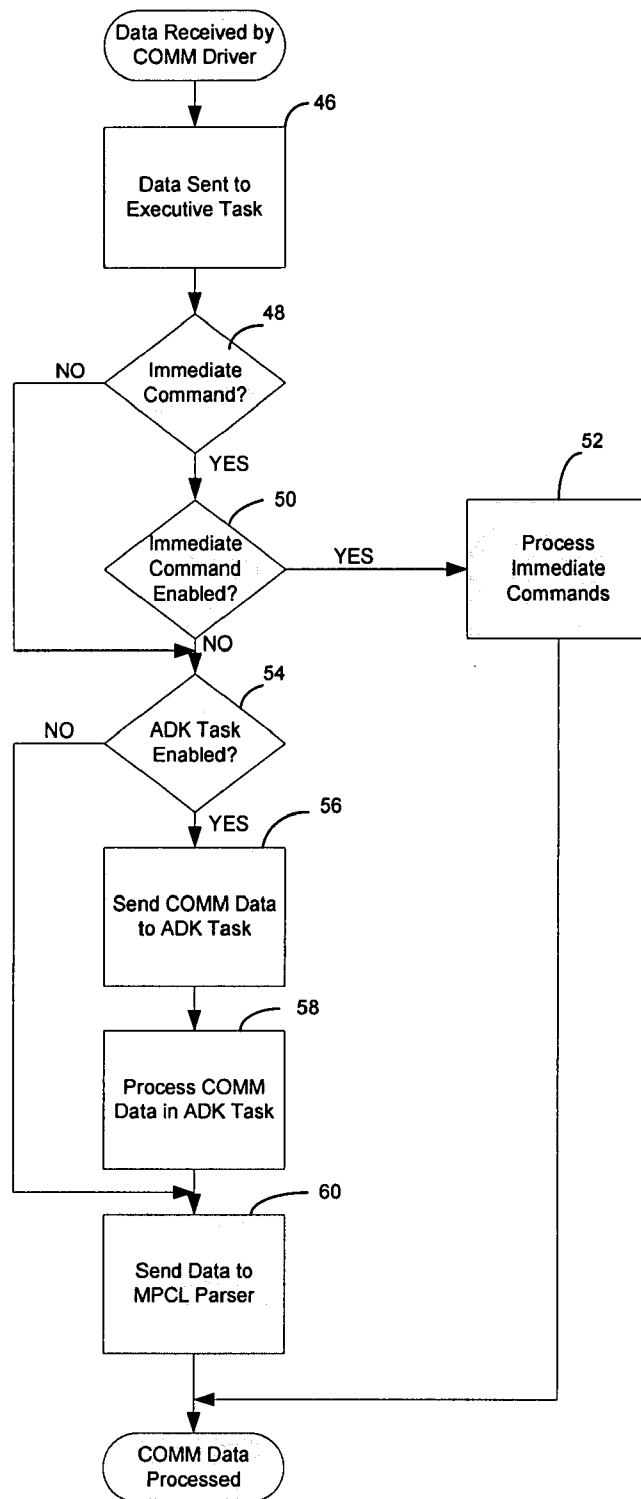 Data Received by
COMM Driver
46
Data Sent to
Executive Task
48
NO
Immediate
Command?
YES
50
52
Immediate
Command
Enabled?
YES
Process
Immediate
Commands
NO
54
NO
ADK Task
Enabled?
YES
56
Send COMM Data
to ADK Task
58
Process COMM
Data in ADK Task
60
Send Data to
MPCL Parser
COMM Data
Processed